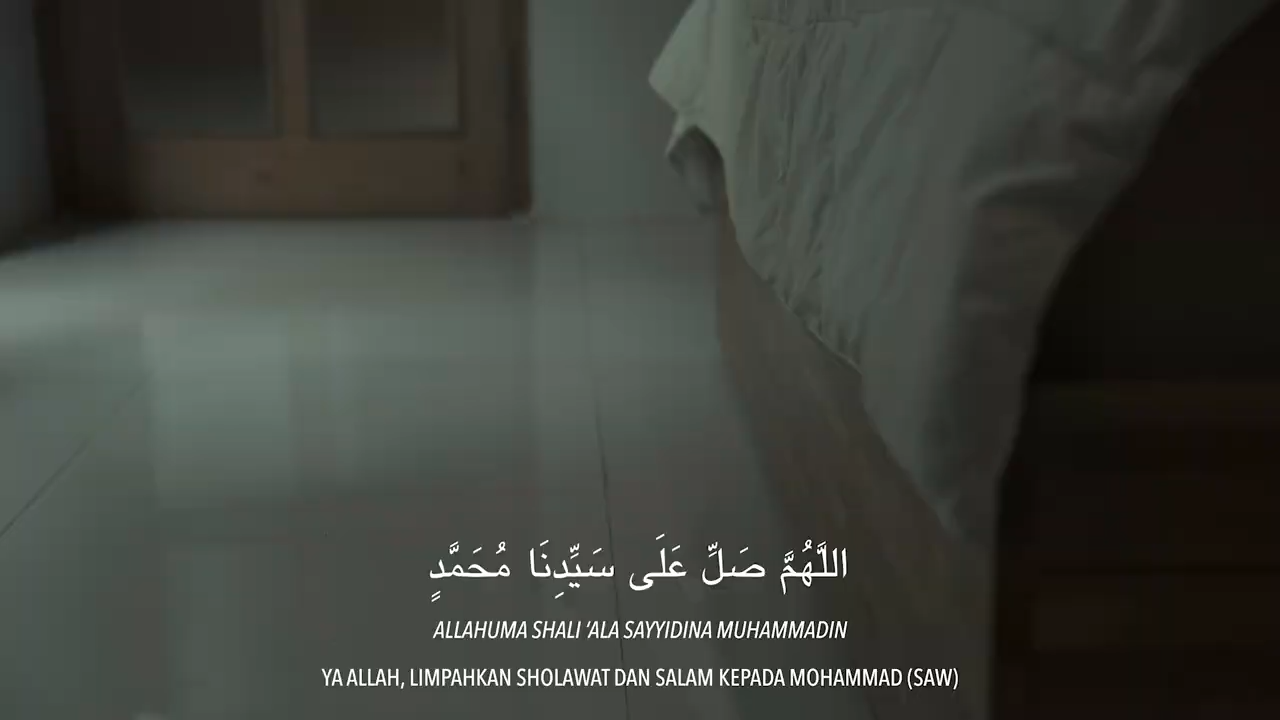 اللَّهُمَّ صَلِّ عَلَى سَيِّدِنَا مُحَمَّدٍ
ALLAHUMA SHALI ‘ALA SAYYIDINA MUHAMMADIN
YA ALLAH, LIMPAHKAN SHOLAWAT DAN SALAM KEPADA MOHAMMAD (SAW)